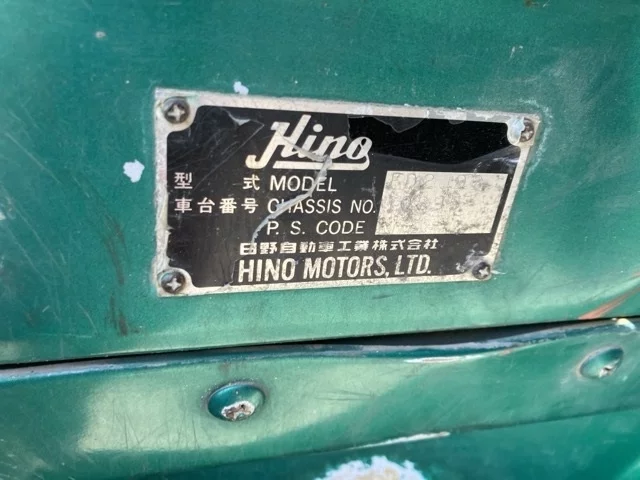 Hino
型式 MODEL
車台番号 CHASSIS NO.
P. S. CODE
日野自動車工業株式会社
HINO MOTORS, LTD.